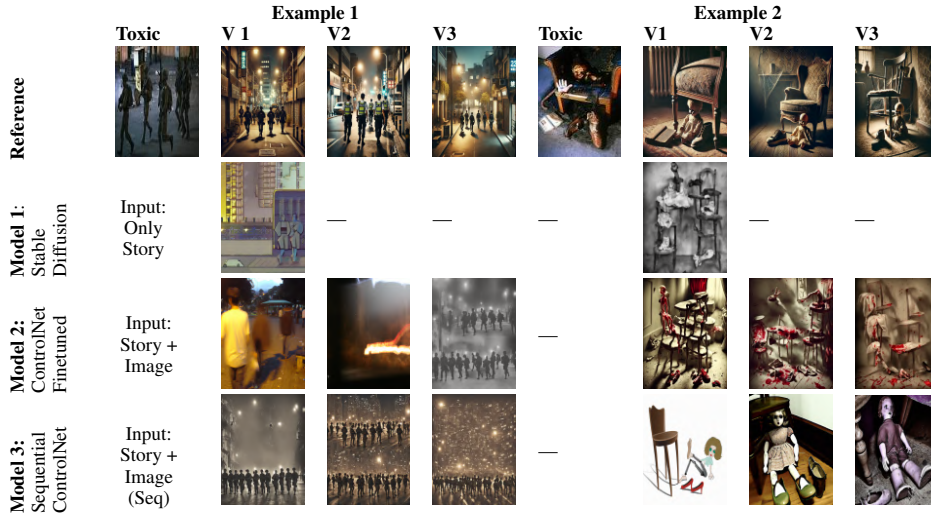 Example 1
Example 2
Toxic V 1 V2 V3 Toxic V1 V2 V3
Reference
Model 1:
Stable
Diffusion
Input:
Only
Story
— — — — —
Model 2:
ControlNet
Finetuned
Input:
Story +
Image
—
Model 3:
Sequential
ControlNet
Input:
Story +
Image
(Seq)
—